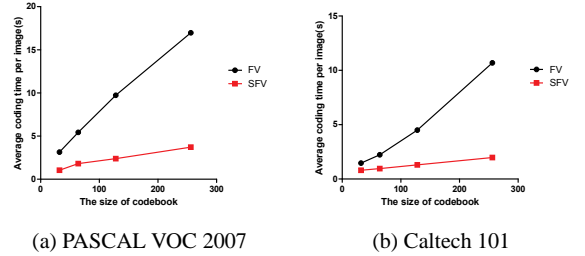 20
15
10
5
0
0
100
200
300
Average coding time per image(s)
The size of codebook
FV
SFV
15
10
5
0
0
100
200
300
Average coding time per image(s)
The size of codebook
FV
SFV
(a) PASCAL VOC 2007
(b) Caltech 101